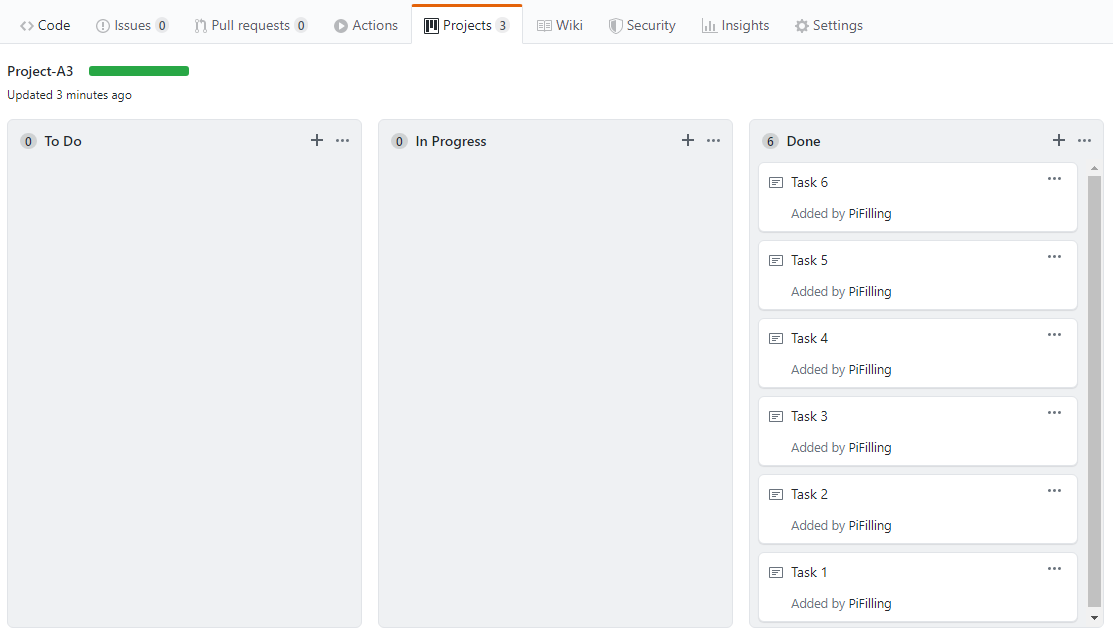 Code Issues 0 Pull requests 0 Actions Projects 3 Wiki Security Insights Settings
Project-A3
Updated 3 minutes ago
0 To Do
0 In Progress
6 Done
Task 6
Added by PiFilling
Task 5
Added by PiFilling
Task 4
Added by PiFilling
Task 3
Added by PiFilling
Task 2
Added by PiFilling
Task 1
Added by PiFilling